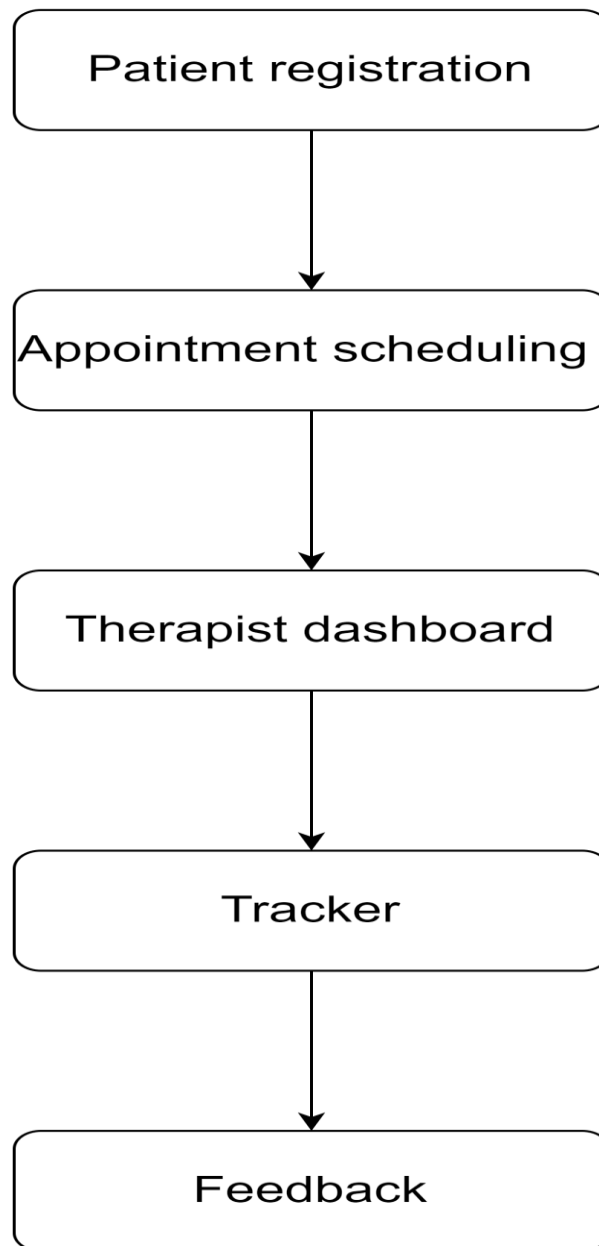 Patient registration
Appointment scheduling
Therapist dashboard
Tracker
Feedback